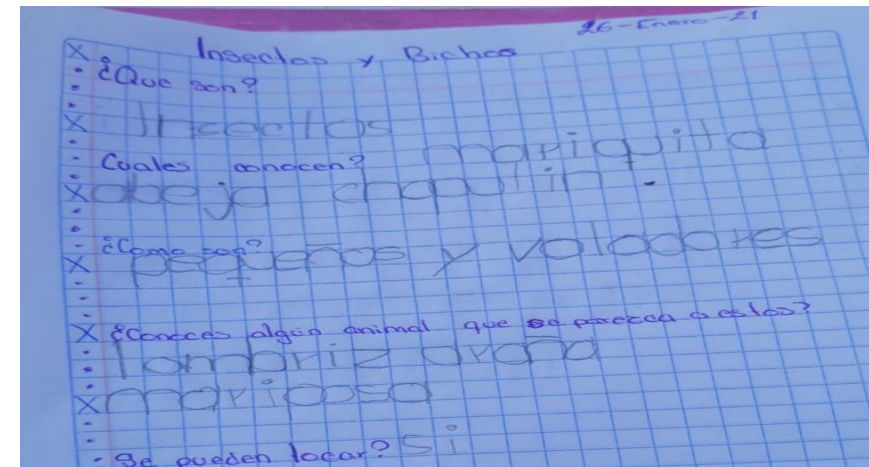 26-Enero-21
Insectos y Bichos
¿Que son?
Insectos
Cuales conocen? mariquita
abeja chapulin.
¿Como son?
pequeños y voladores
¿Conoces algún animal que se parezca a estos?
lombriz araña
mariposa
Se pueden tocar? si